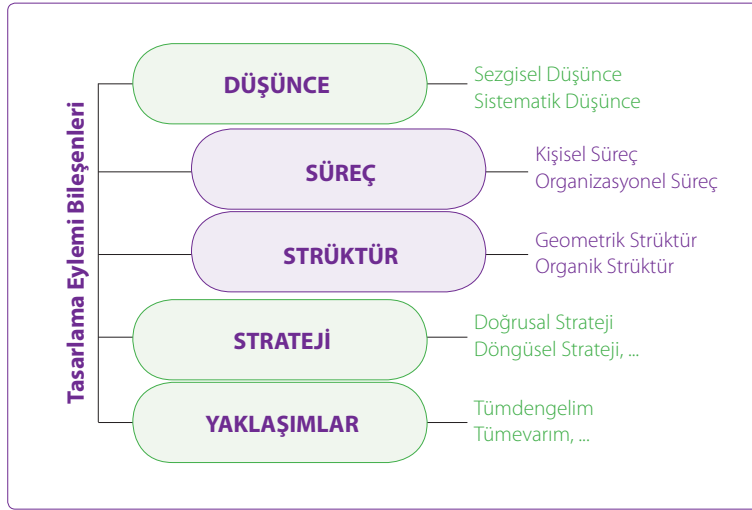 Tasarlama Eylemi Bileşenleri
DÜŞÜNCE
Sezgisel Düşünce
Sistematik Düşünce
SÜREÇ
Kişisel Süreç
Organizasyonel Süreç
STRÜKTÜR
Geometrik Strüktür
Organik Strüktür
STRATEJİ
Doğrusal Strateji
Döngüsel Strateji, ...
YAKLAŞIMLAR
Tümdengelim
Tümevarım, ...